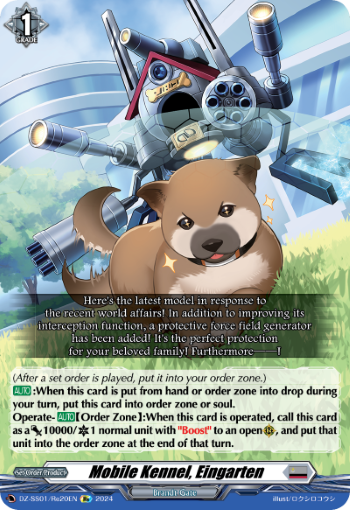 1
GRADE
Here's the latest model in response to
the recent world affairs! In addition to improving its
interception function, a protective force field generator
has been added! It's the perfect protection
for your beloved family! Furthermore——!
(After a set order is played, put it into your order zone.)
AUTO:When this card is put from hand or order zone into drop during
your turn, put this card into order zone or soul.
Operate- AUTO【Order Zone】:When this card is operated, call this card
as a 10000/ 1 normal unit with "Boost" to an open , and put that
unit into the order zone at the end of that turn.
Set Order/Product
Mobile Kennel, Eingarten
Brandt Gate
DZ-SS01/Re20EN 2024
illust:ロクシロコウシ